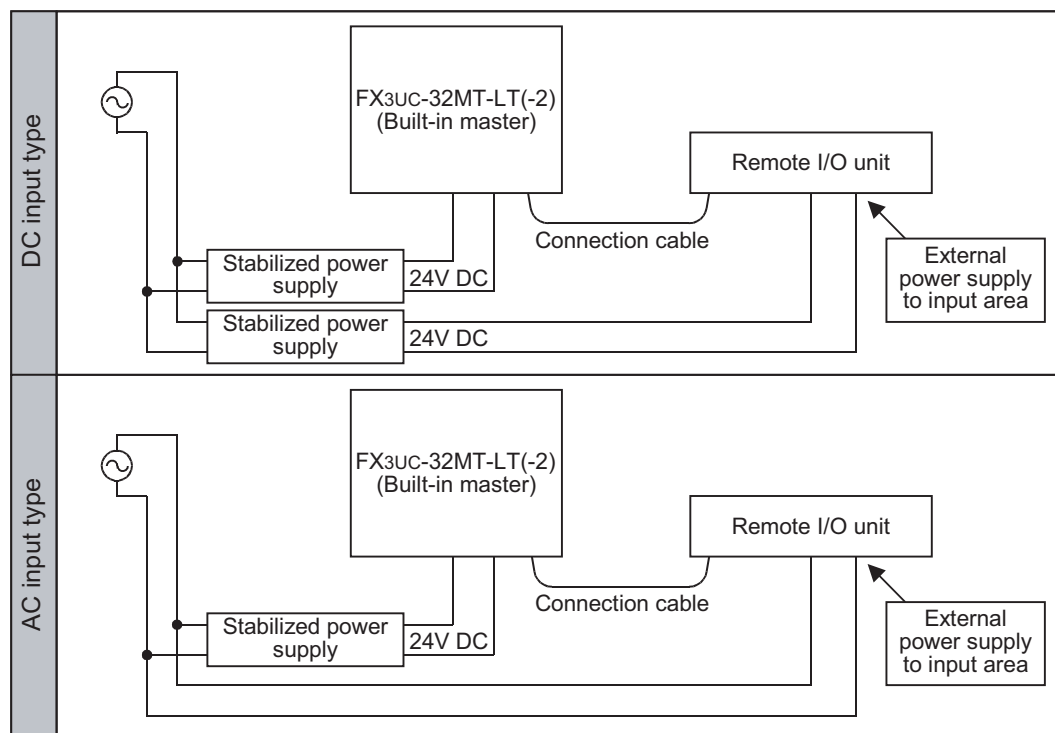 DC input type
FX3UC-32MT-LT(-2)
(Built-in master)
Remote I/O unit
Connection cable
Stabilized power
supply
24V DC
External
power supply
to input area
Stabilized power
supply
24V DC
AC input type
FX3UC-32MT-LT(-2)
(Built-in master)
Remote I/O unit
Connection cable
Stabilized power
supply
24V DC
External
power supply
to input area